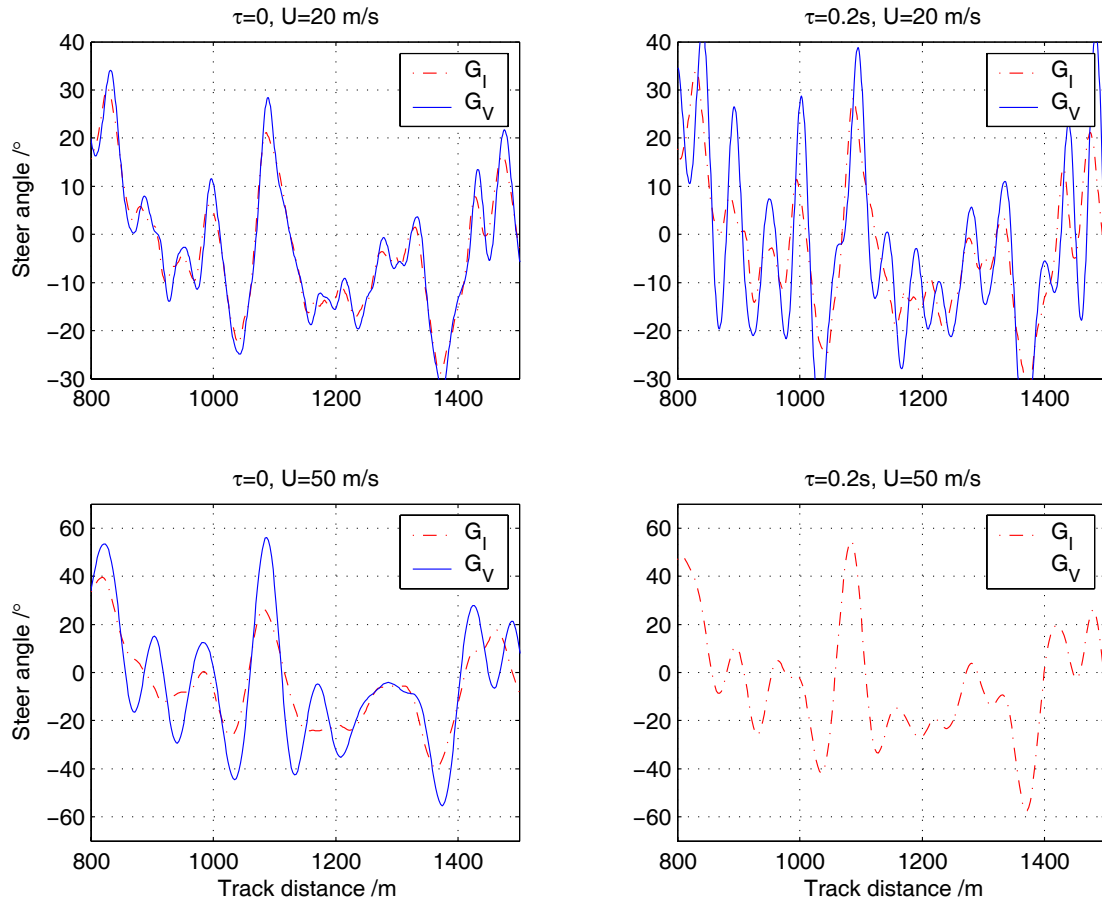 τ=0, U=20 m/s
Steer angle /°
40
30
20
10
0
−10
−20
−30
800
1000
1200
1400
G_I
G_V
τ=0.2s, U=20 m/s
40
30
20
10
0
−10
−20
−30
800
1000
1200
1400
G_I
G_V
τ=0, U=50 m/s
Steer angle /°
60
40
20
0
−20
−40
−60
800
1000
1200
1400
Track distance /m
G_I
G_V
τ=0.2s, U=50 m/s
60
40
20
0
−20
−40
−60
800
1000
1200
1400
Track distance /m
G_I
G_V